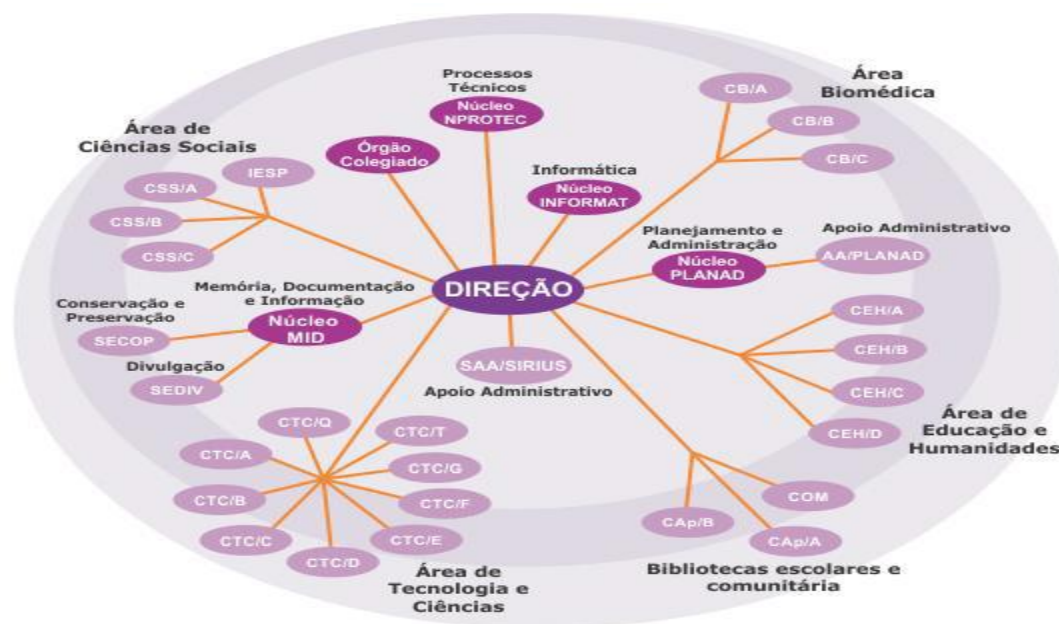 Processos
Técnicos
Núcleo
NPROTEC
Área
Biomédica
CB/A
CB/B
CB/C
Área de
Ciências Sociais
IESP
CSS/A
CSS/B
CSS/C
Órgão
Colegiado
Informática
Núcleo
INFORMAT
Planejamento e
Administração
Núcleo
PLANAD
Apoio Administrativo
AA/PLANAD
DIREÇÃO
Memória, Documentação
e Informação
Núcleo
MID
Conservação e
Preservação
SECOP
Divulgação
SEDIV
SAA/SIRIUS
Apoio Administrativo
CEH/A
CEH/B
CEH/C
CEH/D
Área de
Educação e
Humanidades
CTC/Q
CTC/T
CTC/A
CTC/G
CTC/B
CTC/F
CTC/C
CTC/E
CTC/D
Área de
Tecnologia e
Ciências
COM
CAp/B
CAp/A
Bibliotecas escolares e
comunitária